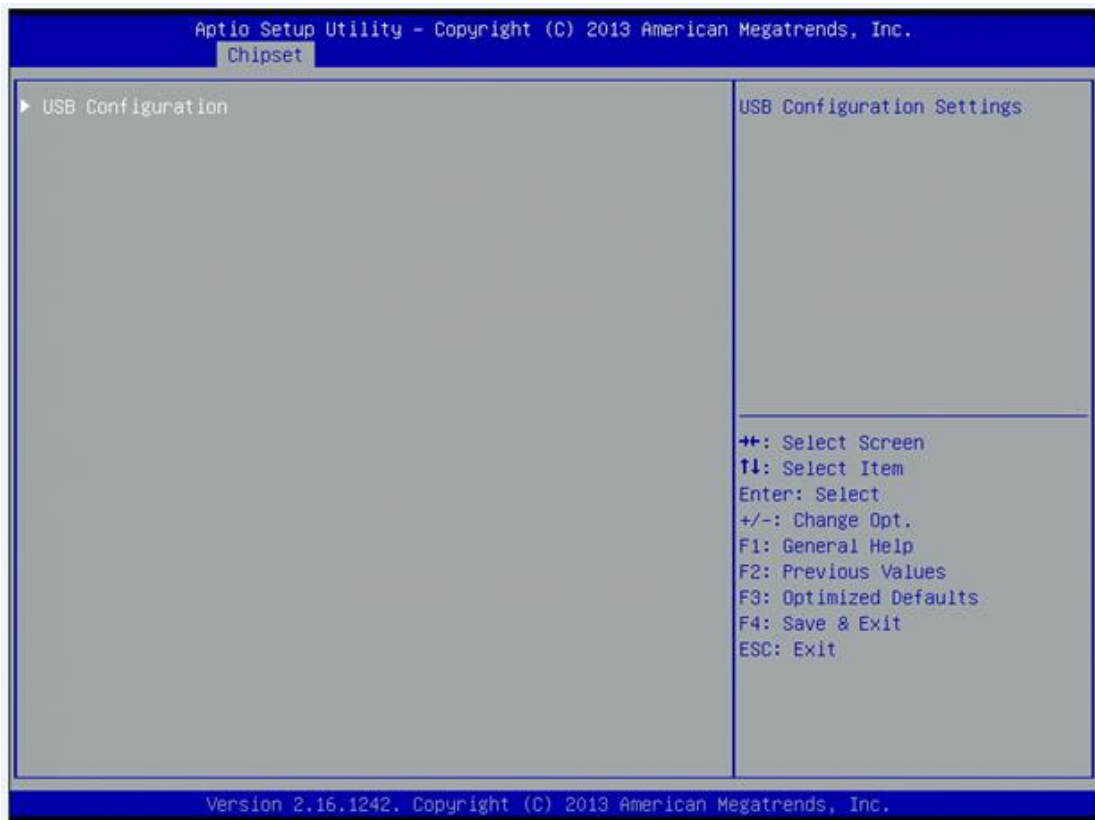 Aptio Setup Utility – Copyright (C) 2013 American Megatrends, Inc.
Chipset
► USB Configuration
USB Configuration Settings
→←: Select Screen
↑↓: Select Item
Enter: Select
+/-: Change Opt.
F1: General Help
F2: Previous Values
F3: Optimized Defaults
F4: Save & Exit
ESC: Exit
Version 2.16.1242. Copyright (C) 2013 American Megatrends, Inc.